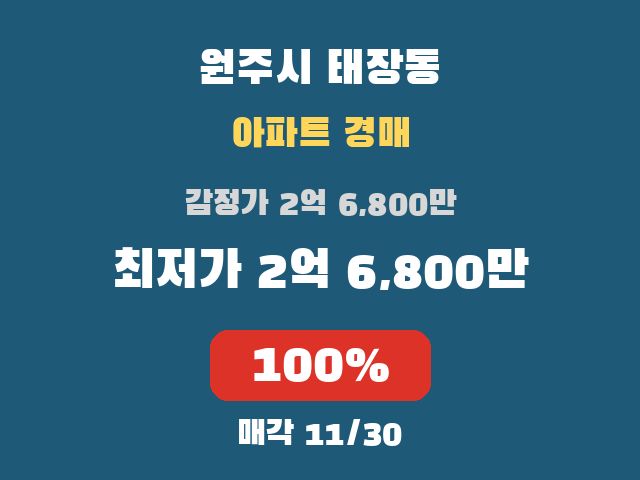 원주시 태장동
아파트 경매
감정가 2억 6,800만
최저가 2억 6,800만
100%
매각 11/30